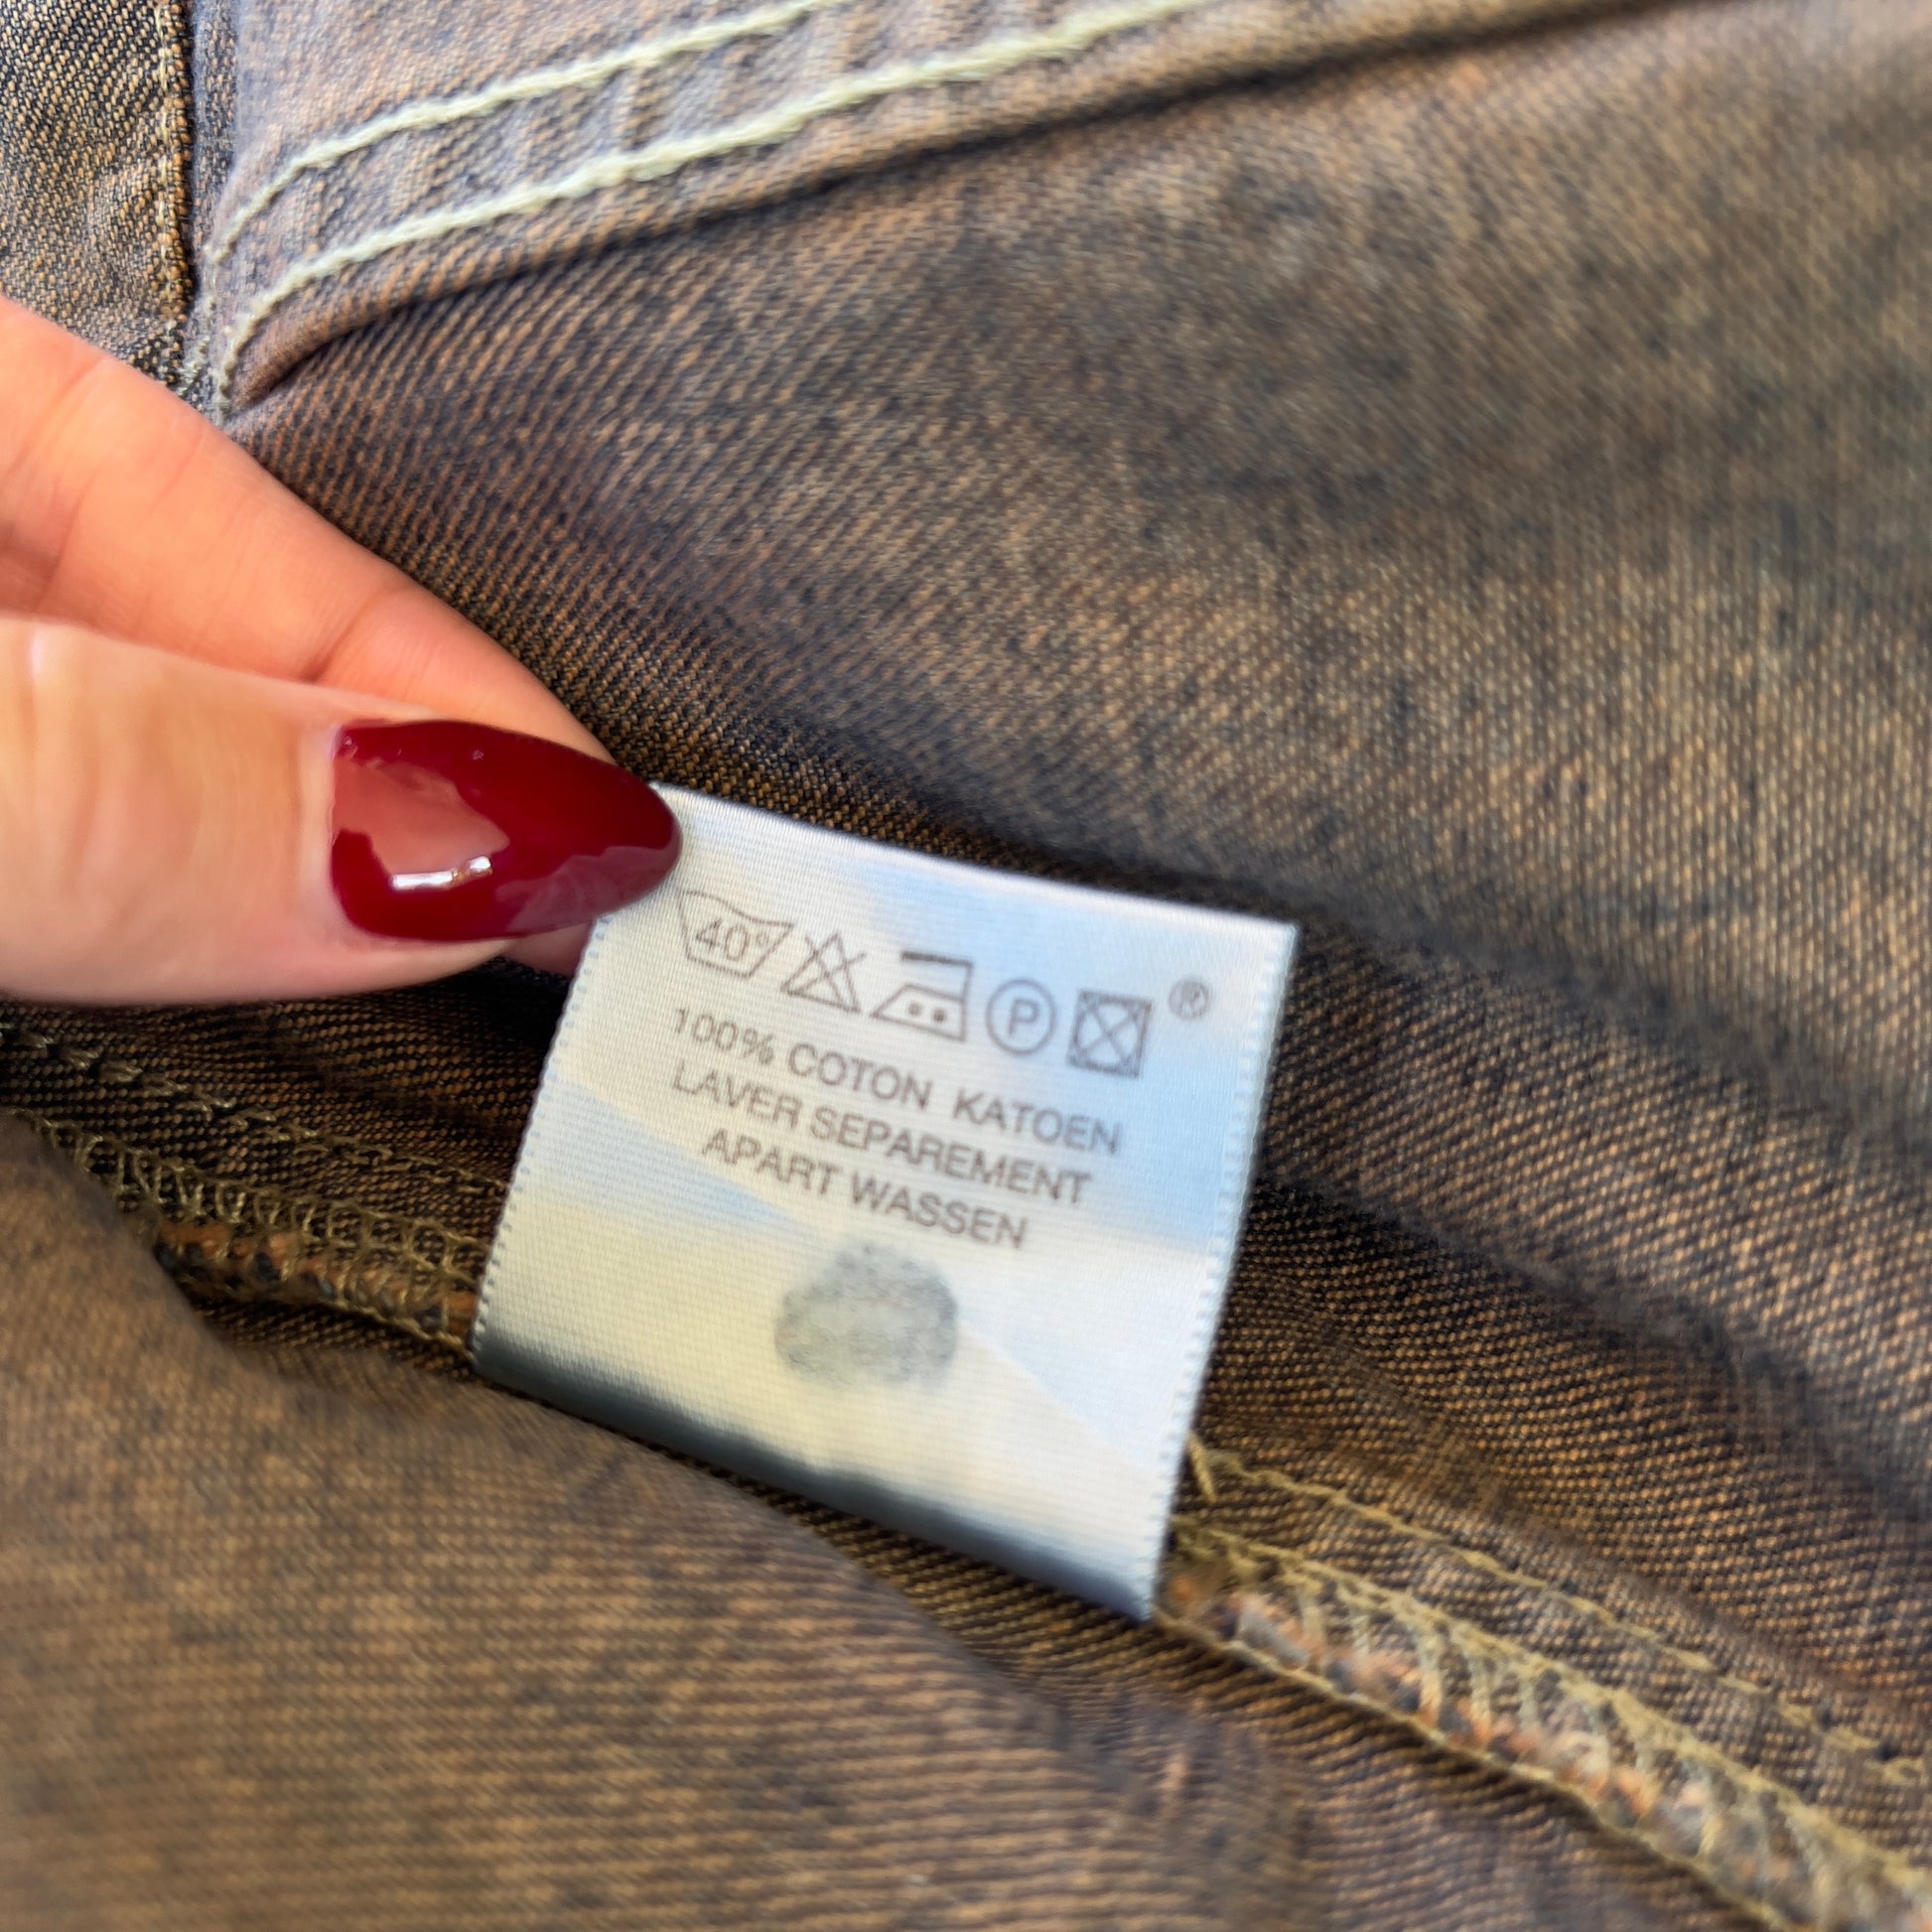 40° P ®
100% COTON KATOEN
LAVER SEPAREMENT
APART WASSEN